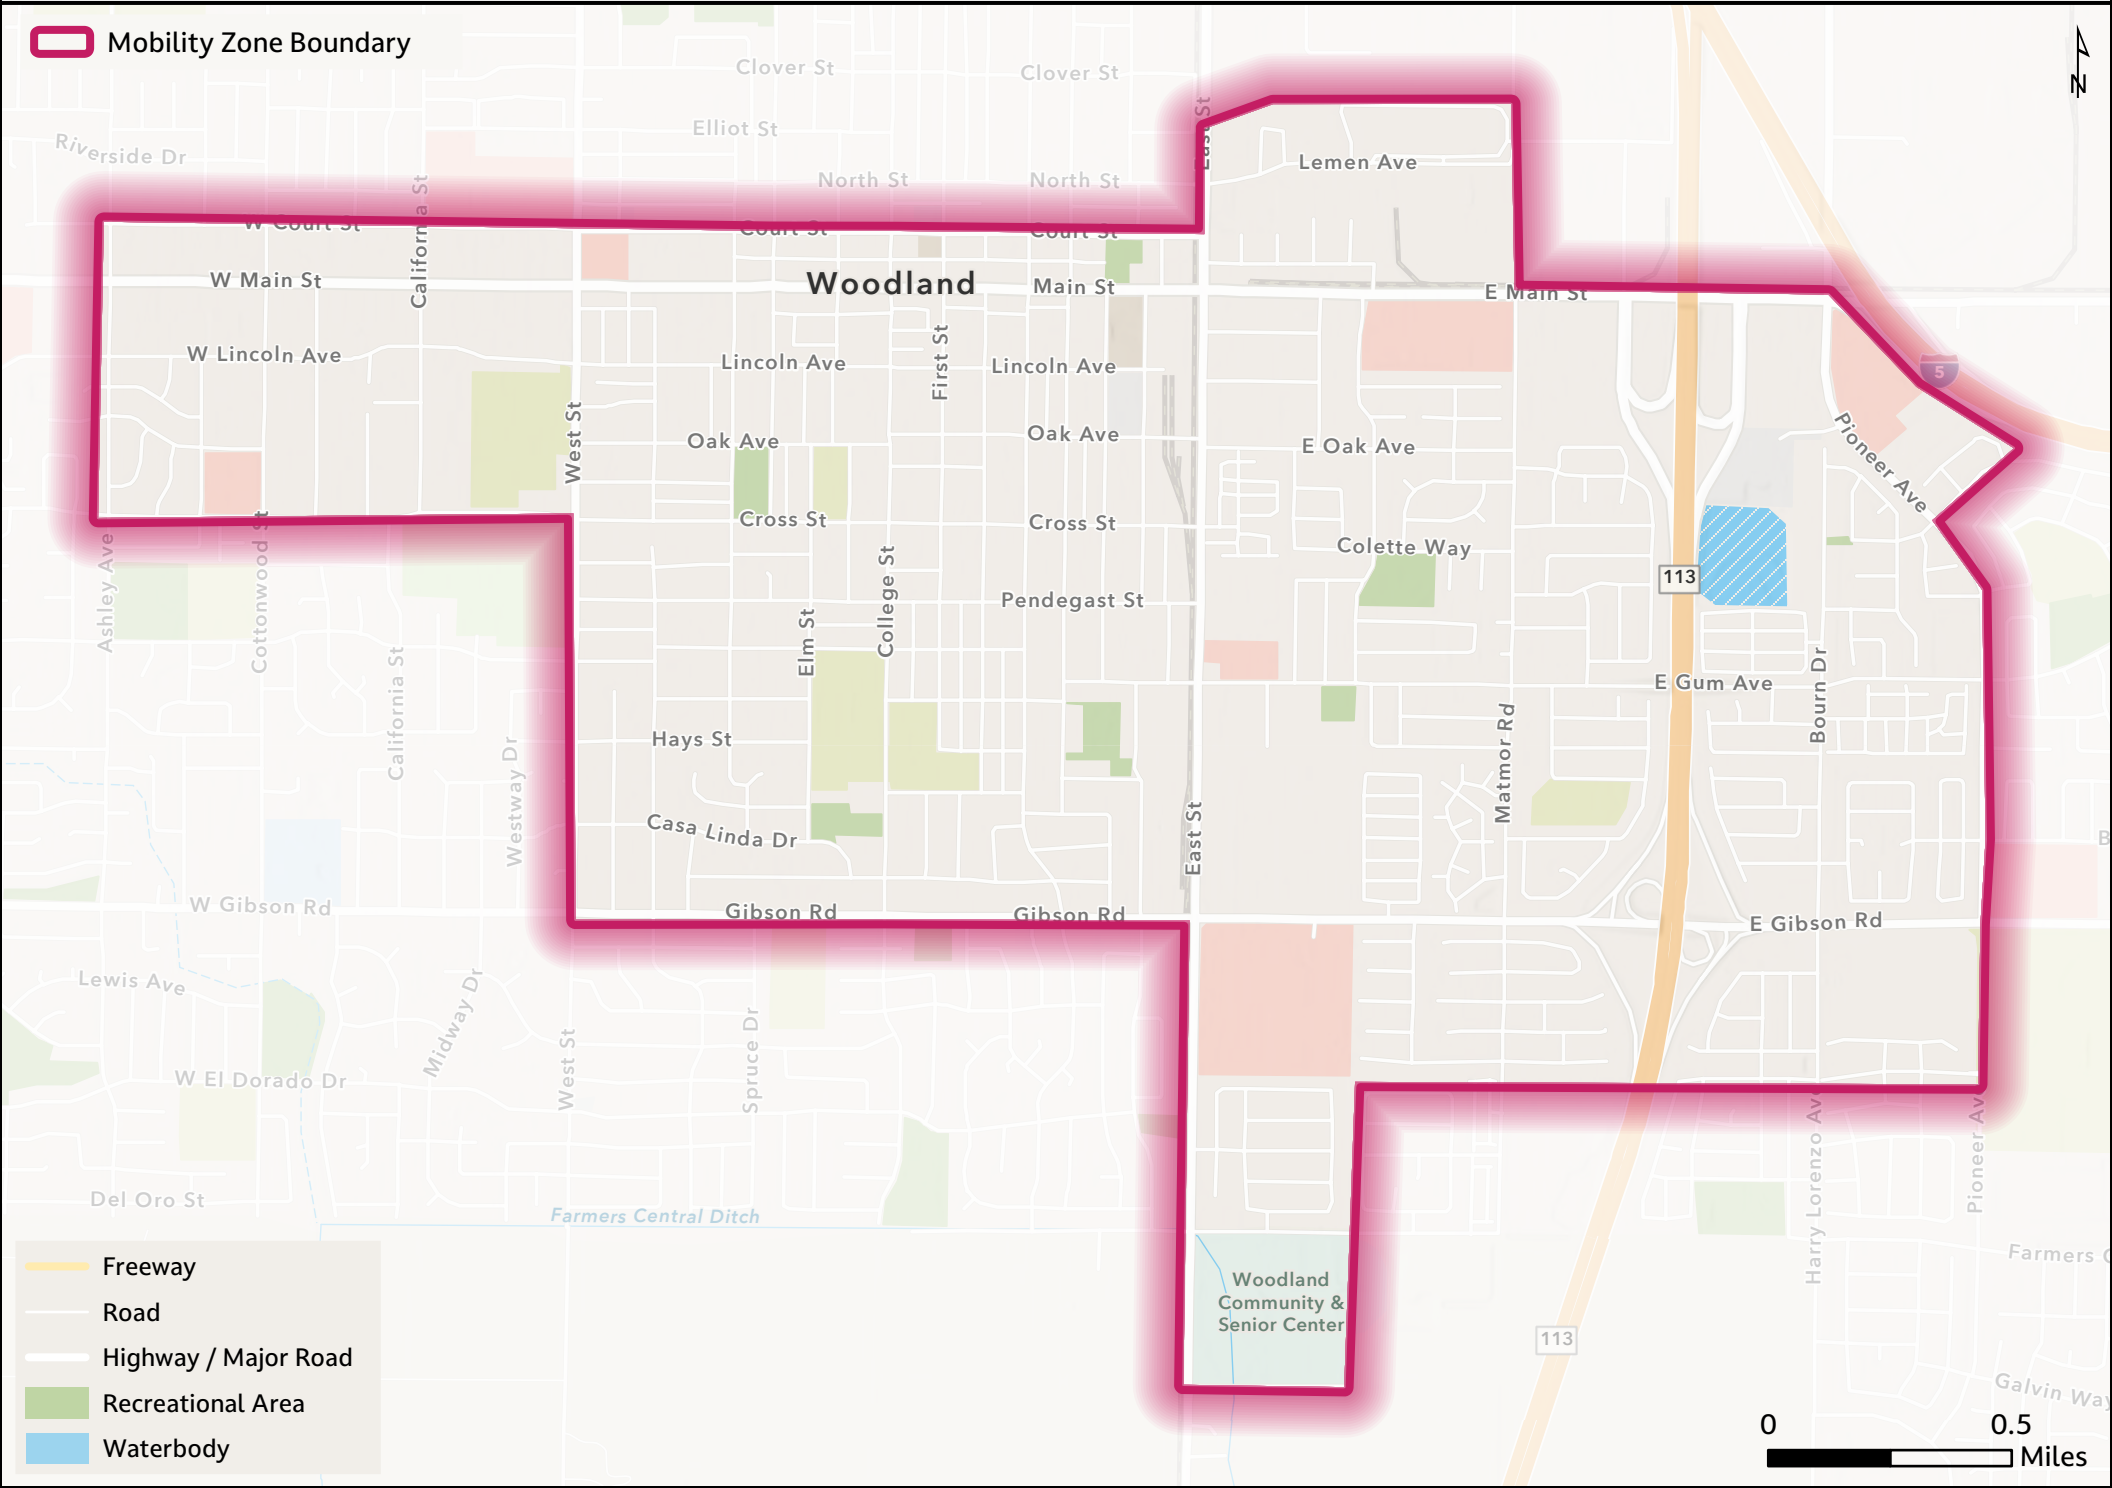 Mobility Zone Boundary
N
Clover St
Clover St
Elliot St
Riverside Dr
North St
North St
East St
Lemen Ave
California St
W Court St
Court St
Court St
W Main St
Woodland
Main St
E Main St
W Lincoln Ave
Lincoln Ave
First St
Lincoln Ave
5
West St
Oak Ave
Oak Ave
E Oak Ave
Pioneer Ave
Cross St
Cross St
Colette Way
113
Ashley Ave
Cottonwood St
Elm St
College St
Pendegast St
E Gum Ave
Bourn Dr
California St
Westway Dr
Hays St
Matmor Rd
Casa Linda Dr
East St
B
W Gibson Rd
Gibson Rd
Gibson Rd
E Gibson Rd
Lewis Ave
Midway Dr
West St
Spruce Dr
W El Dorado Dr
Harry Lorenzo Ave
Pioneer Ave
Del Oro St
Farmers Central Ditch
Farmers C
Woodland
Community &
Senior Center
113
Galvin Way
Freeway
Road
Highway / Major Road
Recreational Area
Waterbody
0 0.5
Miles